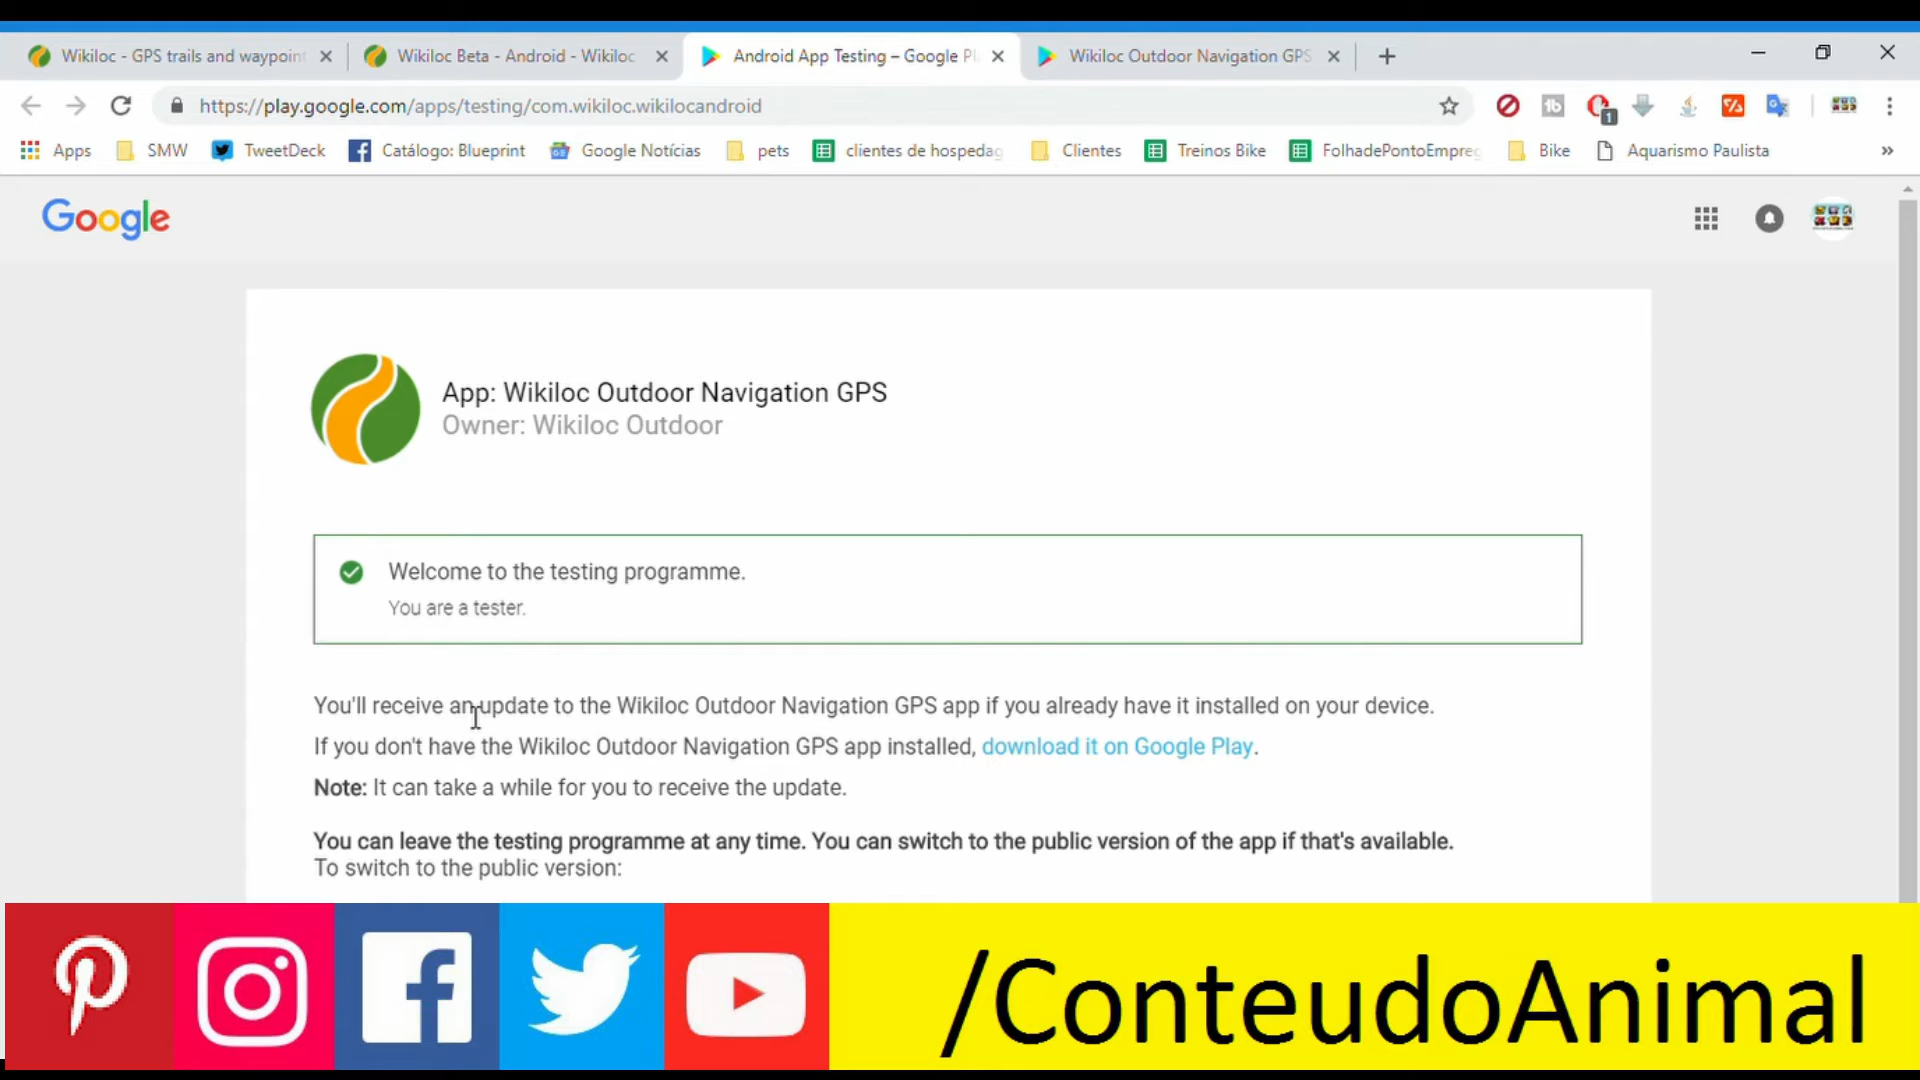 Wikiloc - GPS trails and waypoint
Wikiloc Beta - Android - Wikiloc
Android App Testing – Google Pl
Wikiloc Outdoor Navigation GPS
https://play.google.com/apps/testing/com.wikiloc.wikilocandroid
1
Apps
SMW
TweetDeck
Catálogo: Blueprint
Google Notícias
pets
clientes de hospedag
Clientes
Treinos Bike
FolhadePontoEmpreg
Bike
Aquarismo Paulista
»
Google
App: Wikiloc Outdoor Navigation GPS
Owner: Wikiloc Outdoor
Welcome to the testing programme.
You are a tester.
You'll receive an update to the Wikiloc Outdoor Navigation GPS app if you already have it installed on your device.
If you don't have the Wikiloc Outdoor Navigation GPS app installed, download it on Google Play.
Note: It can take a while for you to receive the update.
You can leave the testing programme at any time. You can switch to the public version of the app if that's available.
To switch to the public version:
/ConteudoAnimal